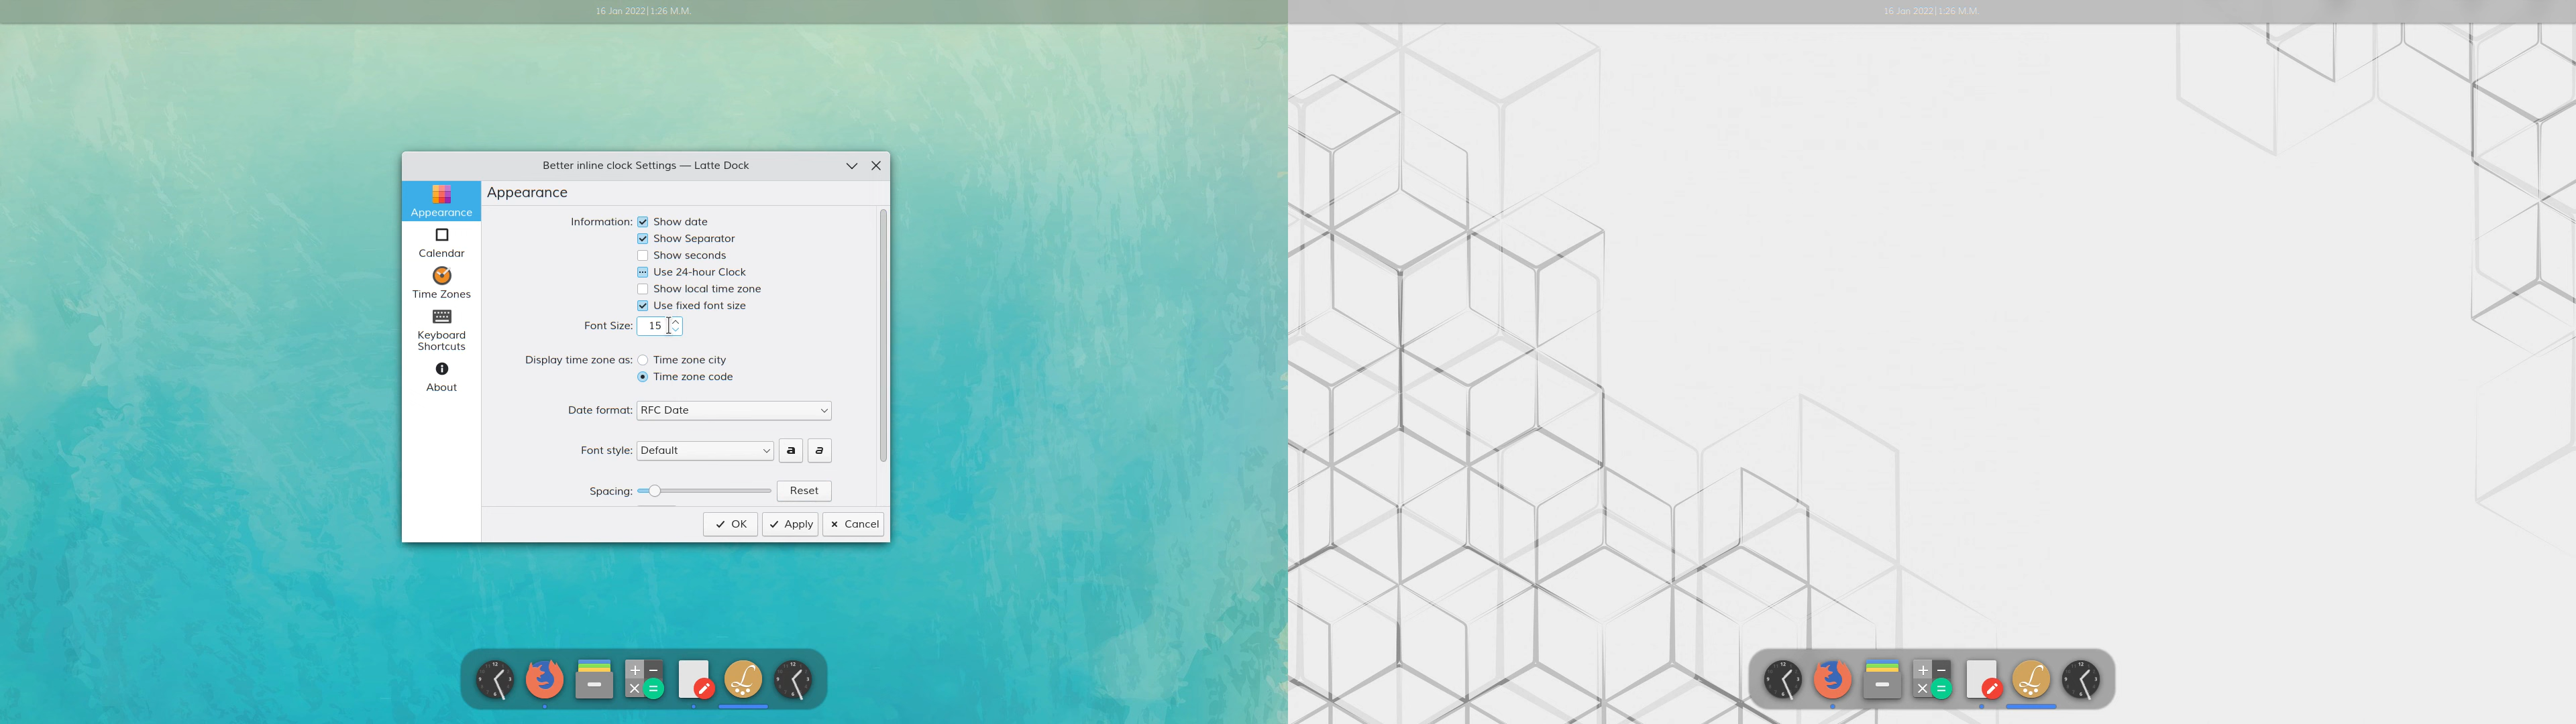 16 Jan 2022|1:26 M.M.
16 Jan 2022|1:26 M.M.
Better inline clock Settings — Latte Dock
Appearance
Calendar
Time Zones
Keyboard
Shortcuts
About
Appearance
Information: Show date
Show Separator
Show seconds
Use 24-hour Clock
Show local time zone
Use fixed font size
Font Size: 15
Display time zone as: Time zone city
Time zone code
Date format: RFC Date
Font style: Default a a
Spacing: Reset
OK Apply Cancel